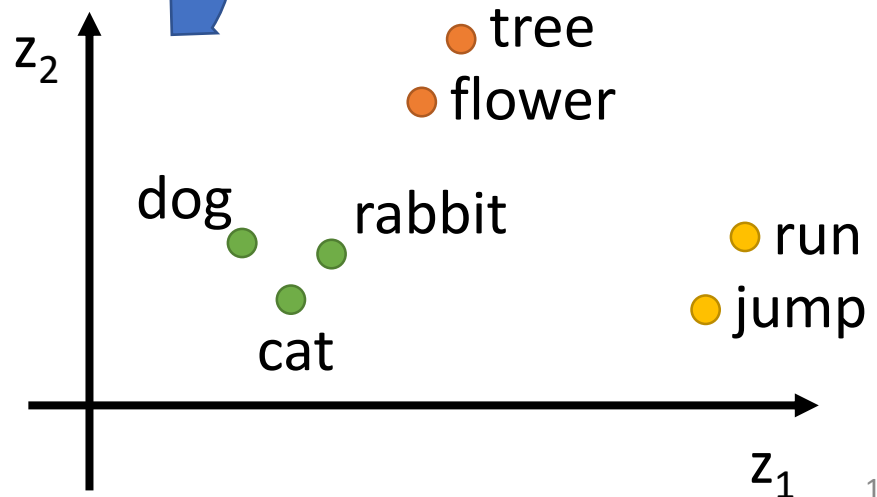 z₂
tree
flower
dog
rabbit
run
jump
cat
z₁
1